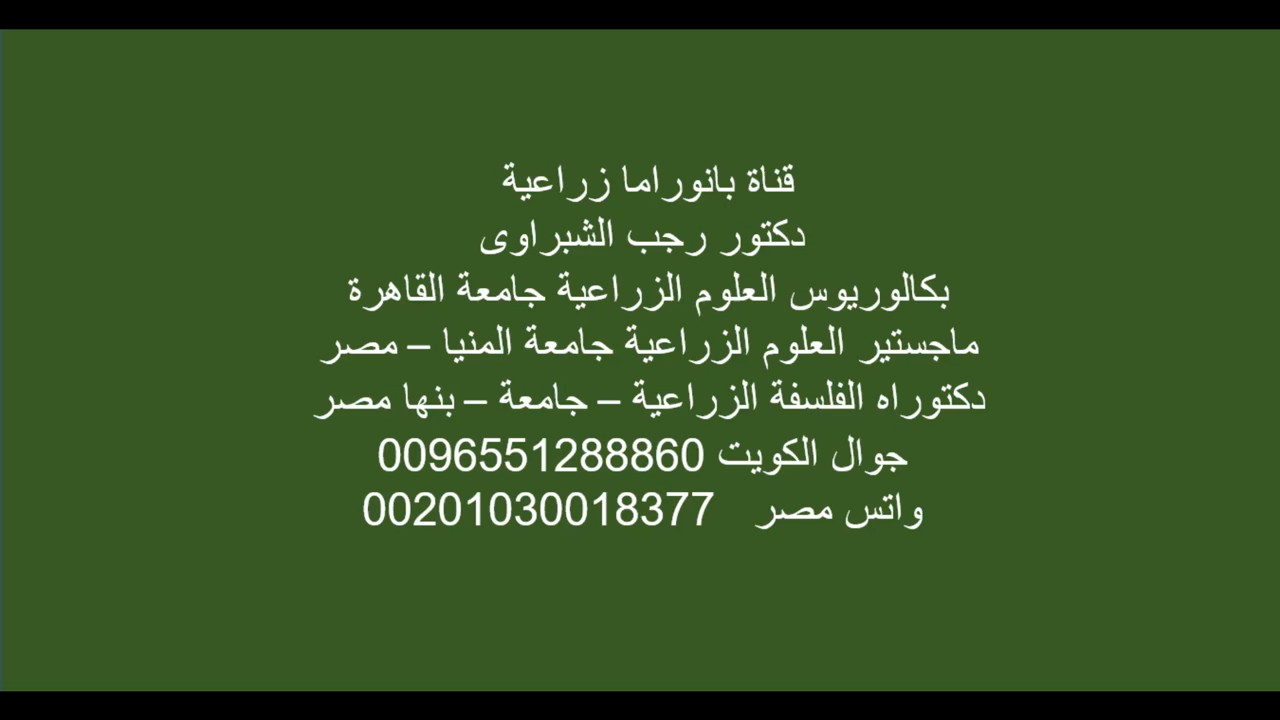 قناة بانوراما زراعية
دكتور رجب الشبراوى
بكالوريوس العلوم الزراعية جامعة القاهرة
ماجستير العلوم الزراعية جامعة المنيا – مصر
دكتوراه الفلسفة الزراعية – جامعة – بنها مصر
جوال الكويت 0096551288860
واتس مصر 00201030018377